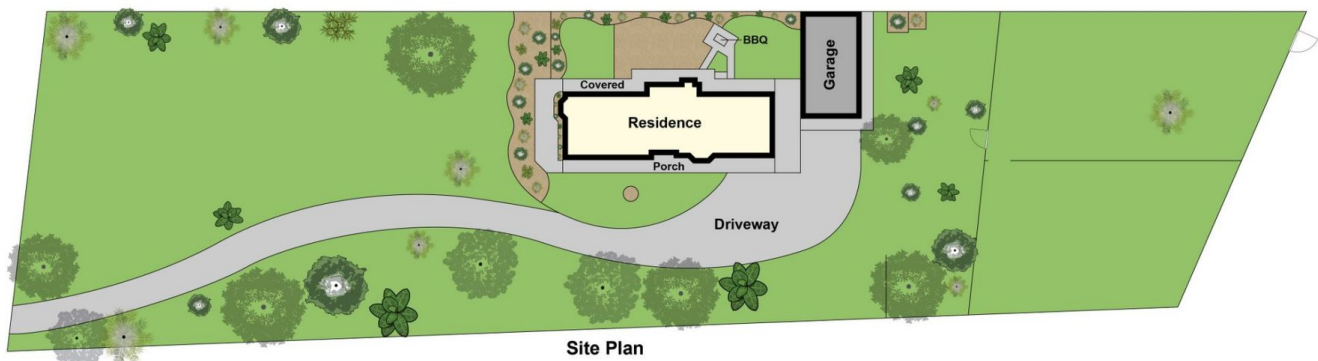 BBQ
Garage
Covered
Residence
Porch
Driveway
Site Plan